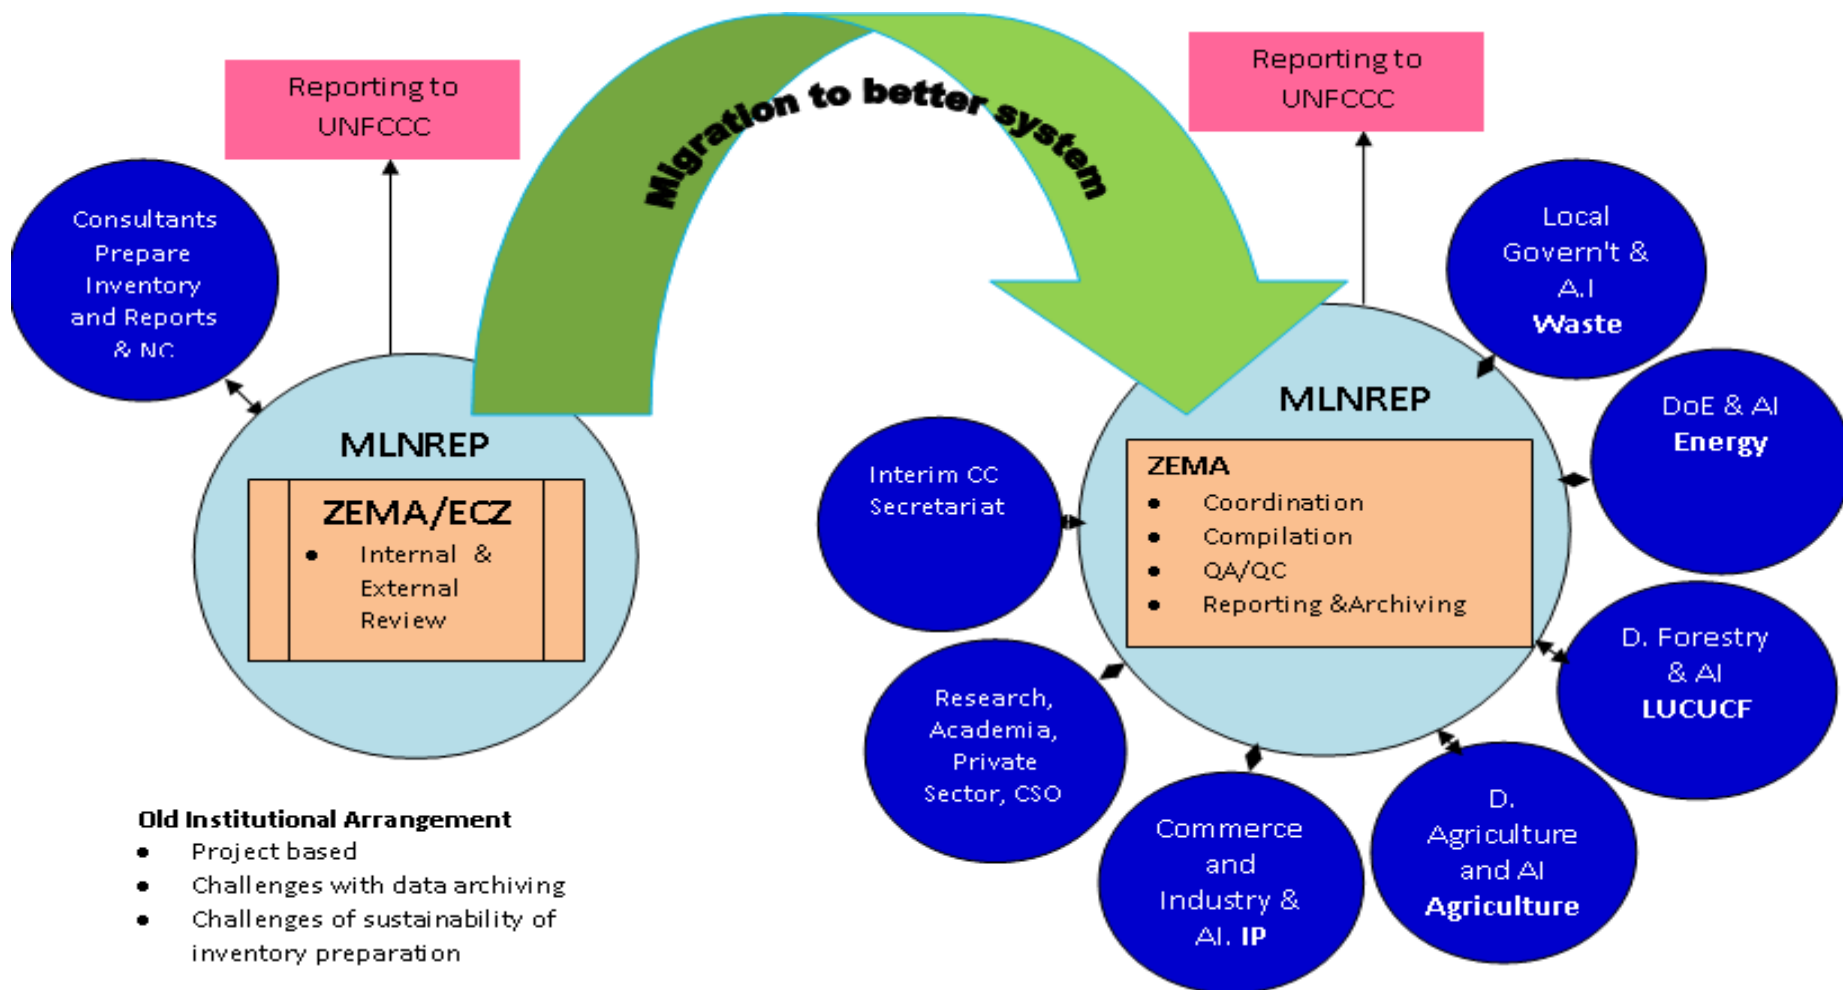 Reporting to
UNFCCC
Consultants
Prepare
Inventory
and Reports
& NC
MLNREP
ZEMA/ECZ
● Internal &
External
Review
Old Institutional Arrangement
● Project based
● Challenges with data archiving
● Challenges of sustainability of
inventory preparation
Migration to better system
Reporting to
UNFCCC
MLNREP
ZEMA
● Coordination
● Compilation
● QA/QC
● Reporting &Archiving
Local
Govern't &
A.I
Waste
DoE & AI
Energy
D. Forestry
& AI
LUCUCF
D.
Agriculture
and AI
Agriculture
Commerce
and
Industry &
AI. IP
Research,
Academia,
Private
Sector, CSO
Interim CC
Secretariat